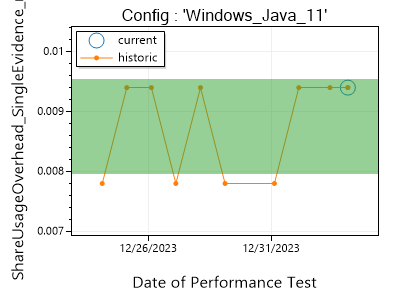 Config : 'Windows_Java_11'
ShareUsageOverhead_SingleEvidence_
current
historic
0.01
0.009
0.008
0.007
12/26/2023
12/31/2023
Date of Performance Test